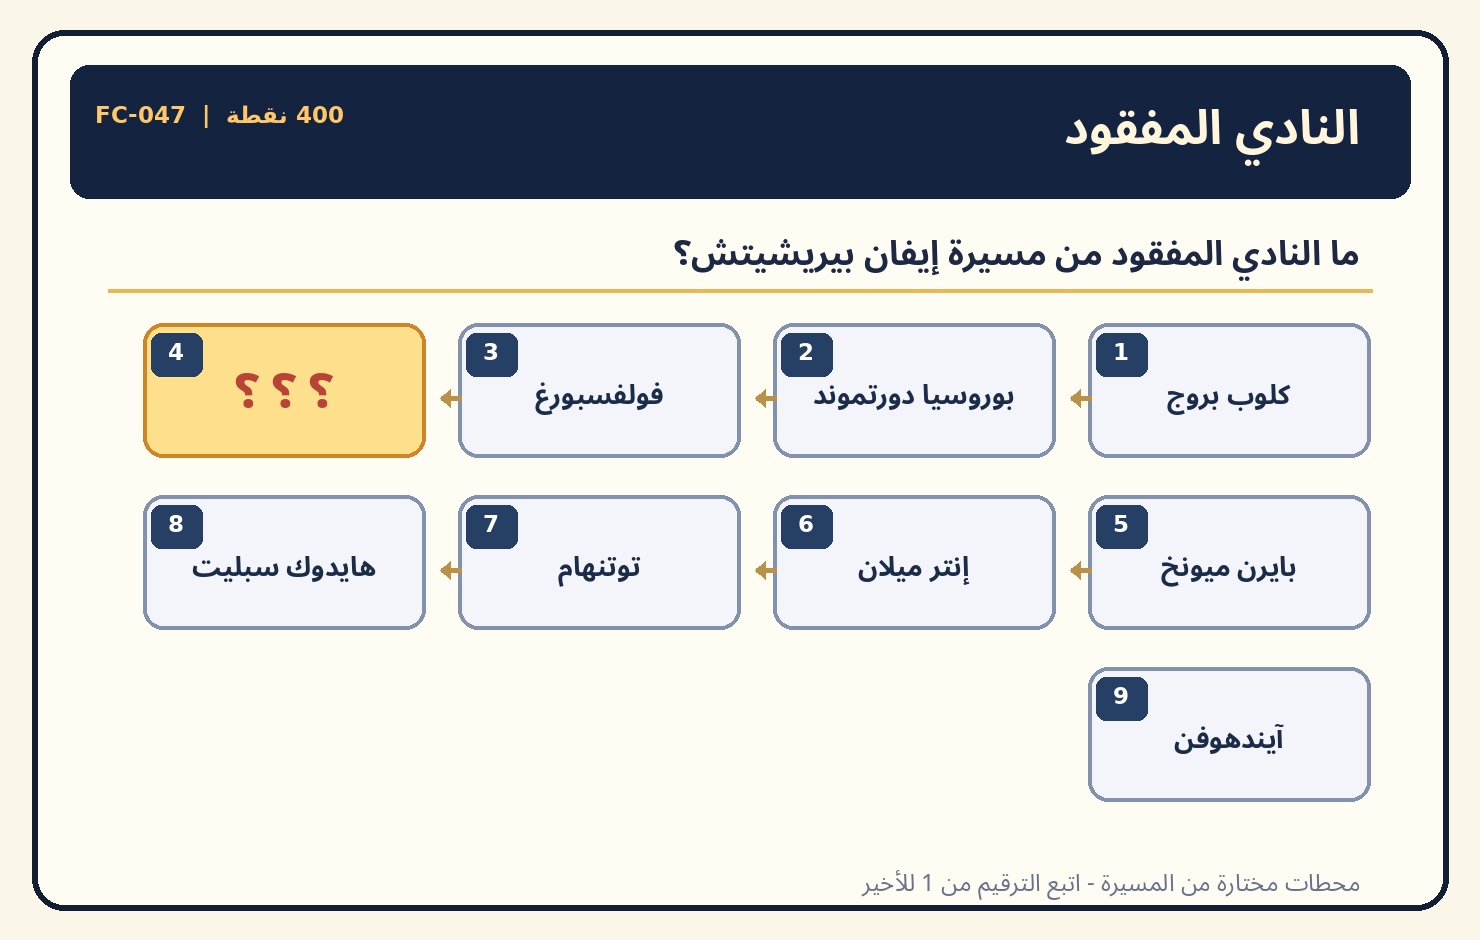 النادي المفقود
400 نقطة | FC-047
ما النادي المفقود من مسيرة إيفان بيريشيتش؟
1
كلوب بروج
2
بوروسيا دورتموند
3
فولفسبورغ
4
؟ ؟ ؟
5
بايرن ميونخ
6
إنتر ميلان
7
توتنهام
8
هايدوك سبليت
9
آيندهوفن
محطات مختارة من المسيرة - اتبع الترقيم من 1 للأخير